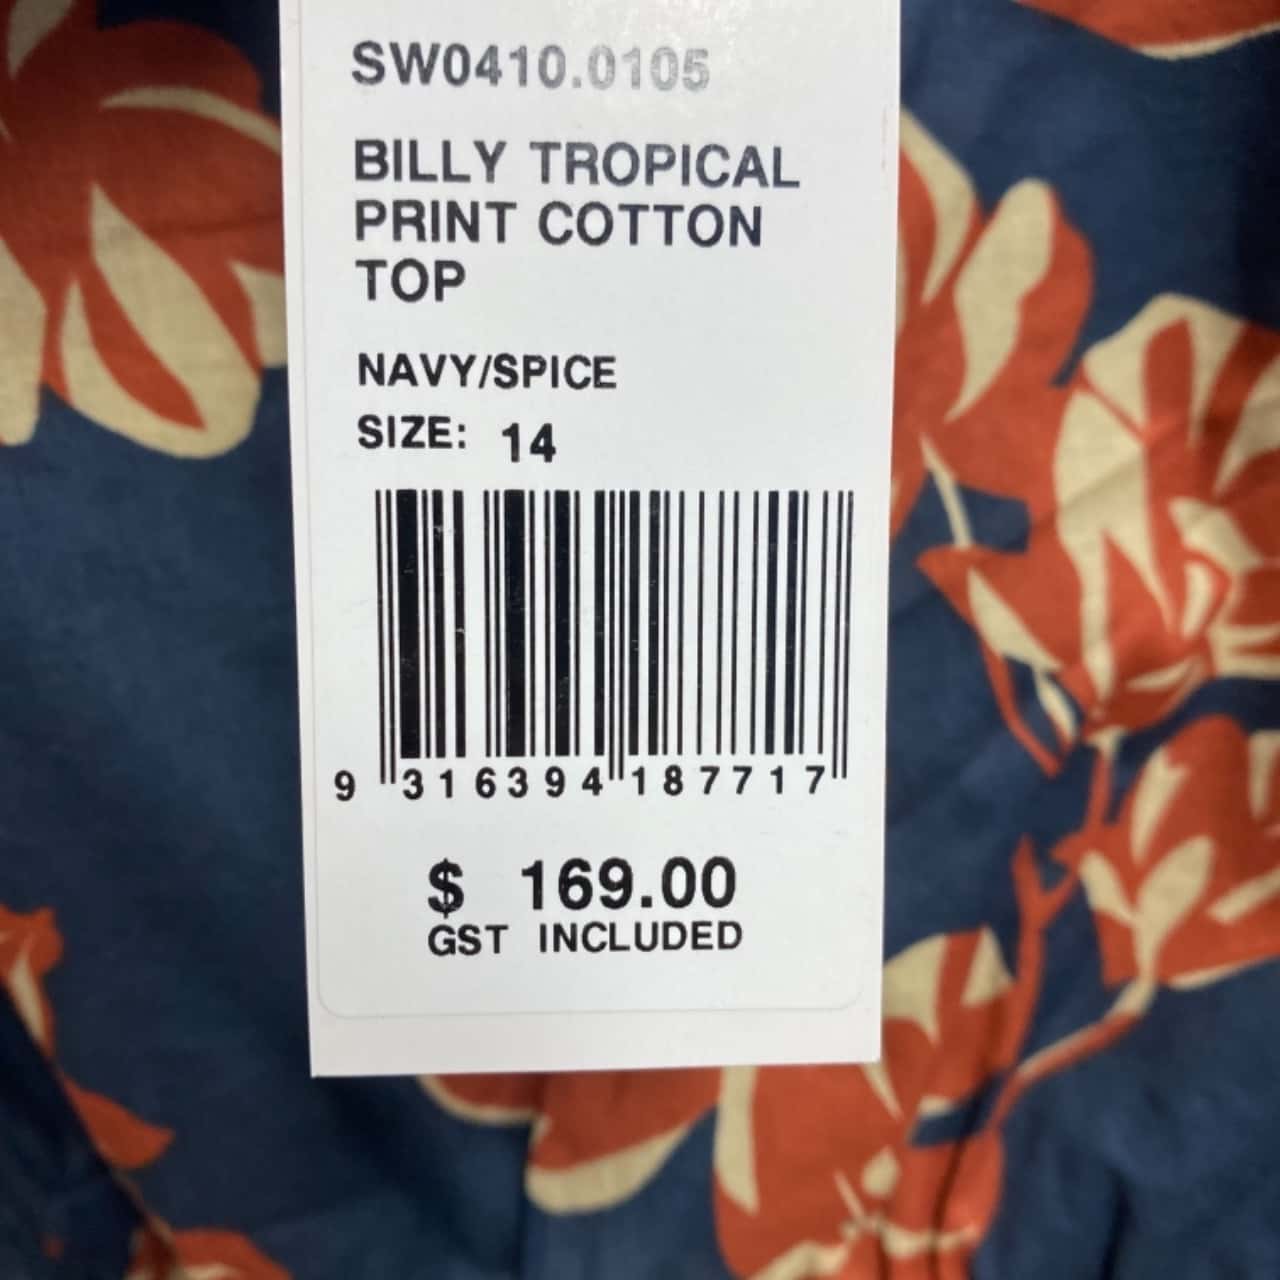 SW0410.0105
BILLY TROPICAL
PRINT COTTON
TOP
NAVY/SPICE
SIZE: 14
9 316394 187717
$ 169.00
GST INCLUDED